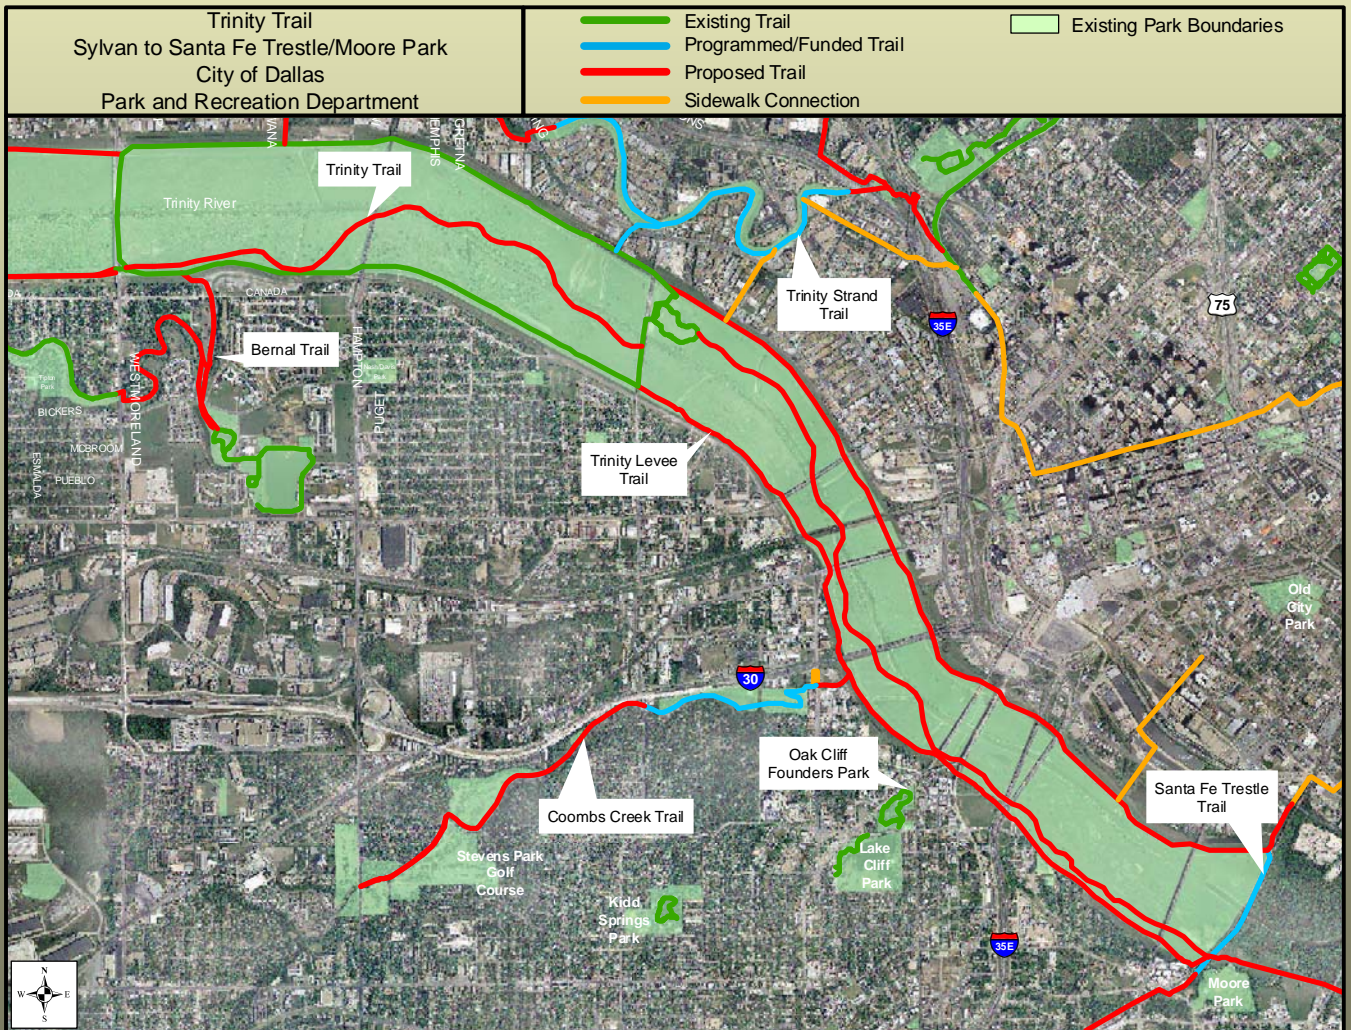 Trinity Trail
Sylvan to Santa Fe Trestle/Moore Park
City of Dallas
Park and Recreation Department
Existing Trail
Programmed/Funded Trail
Proposed Trail
Sidewalk Connection
Existing Park Boundaries
EMPHIS
GRETNA
Trinity Trail
Trinity River
CANADA
Trinity Strand
Trail
75
35E
Bernal Trail
HAMPTON
WESTMORELAND
PUGET
BICKERS
MCBROOM
ESMALDA
PUEBLO
Trinity Levee
Trail
Old
City
Park
30
Oak Cliff
Founders Park
Santa Fe Trestle
Trail
Coombs Creek Trail
Stevens Park
Golf
Course
Lake
Cliff
Park
Kidd
Springs
Park
35E
Moore
Park
N
W
E
S